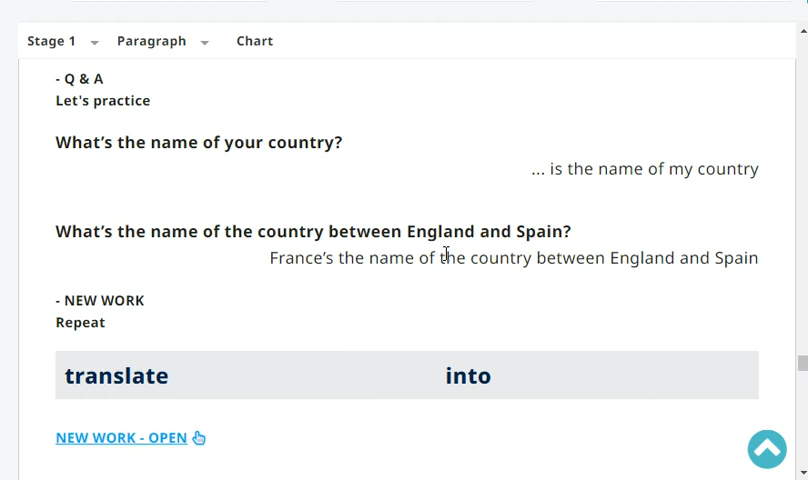 Stage 1 Paragraph Chart
- Q & A
Let's practice
What's the name of your country?
... is the name of my country
What's the name of the country between England and Spain?
France's the name of the country between England and Spain
- NEW WORK
Repeat
translate into
NEW WORK - OPEN